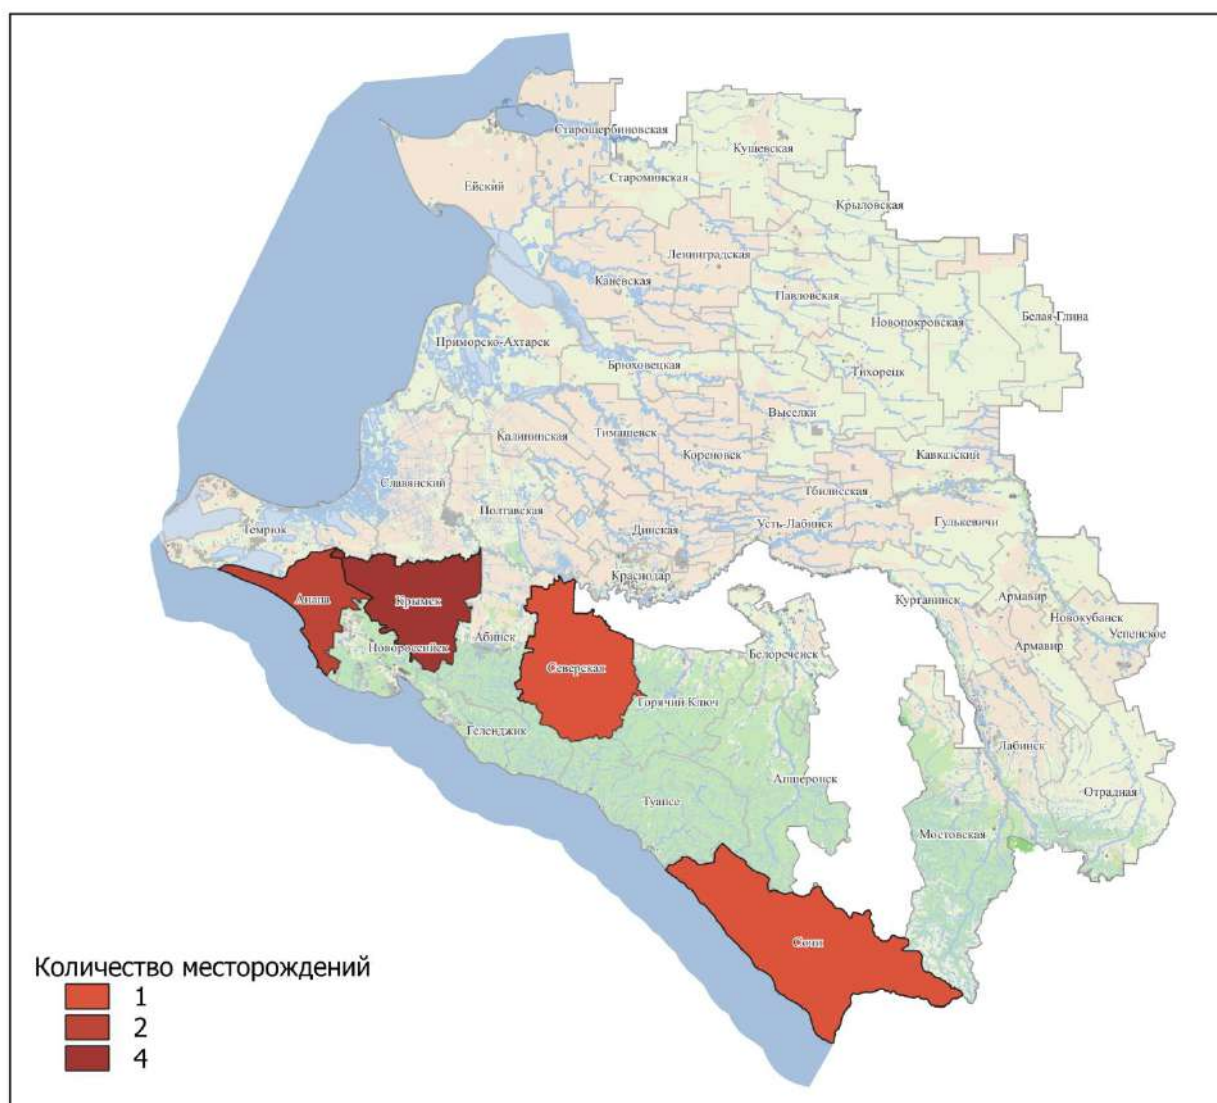 Старощербиновская
Кущевская
Ейский
Староминская
Крыловская
Ленинградская
Каневская
Павловская
Новопокровская
Белая-Глина
Приморско-Ахтарск
Брюховецкая
Тихорецк
Выселки
Калининская
Тимашевск
Кореновск
Кавказский
Славянский
Тбилисская
Полтавская
Темрюк
Динская
Усть-Лабинск
Гулькевичи
Краснодар
Анапа
Крымск
Курганинск
Армавир
Новокубанск
Абинск
Успенское
Новороссийск
Белореченск
Армавир
Северская
Горячий Ключ
Геленджик
Лабинск
Апшеронск
Отрадная
Туапсе
Мостовская
Сочи
Количество месторождений
1
2
4